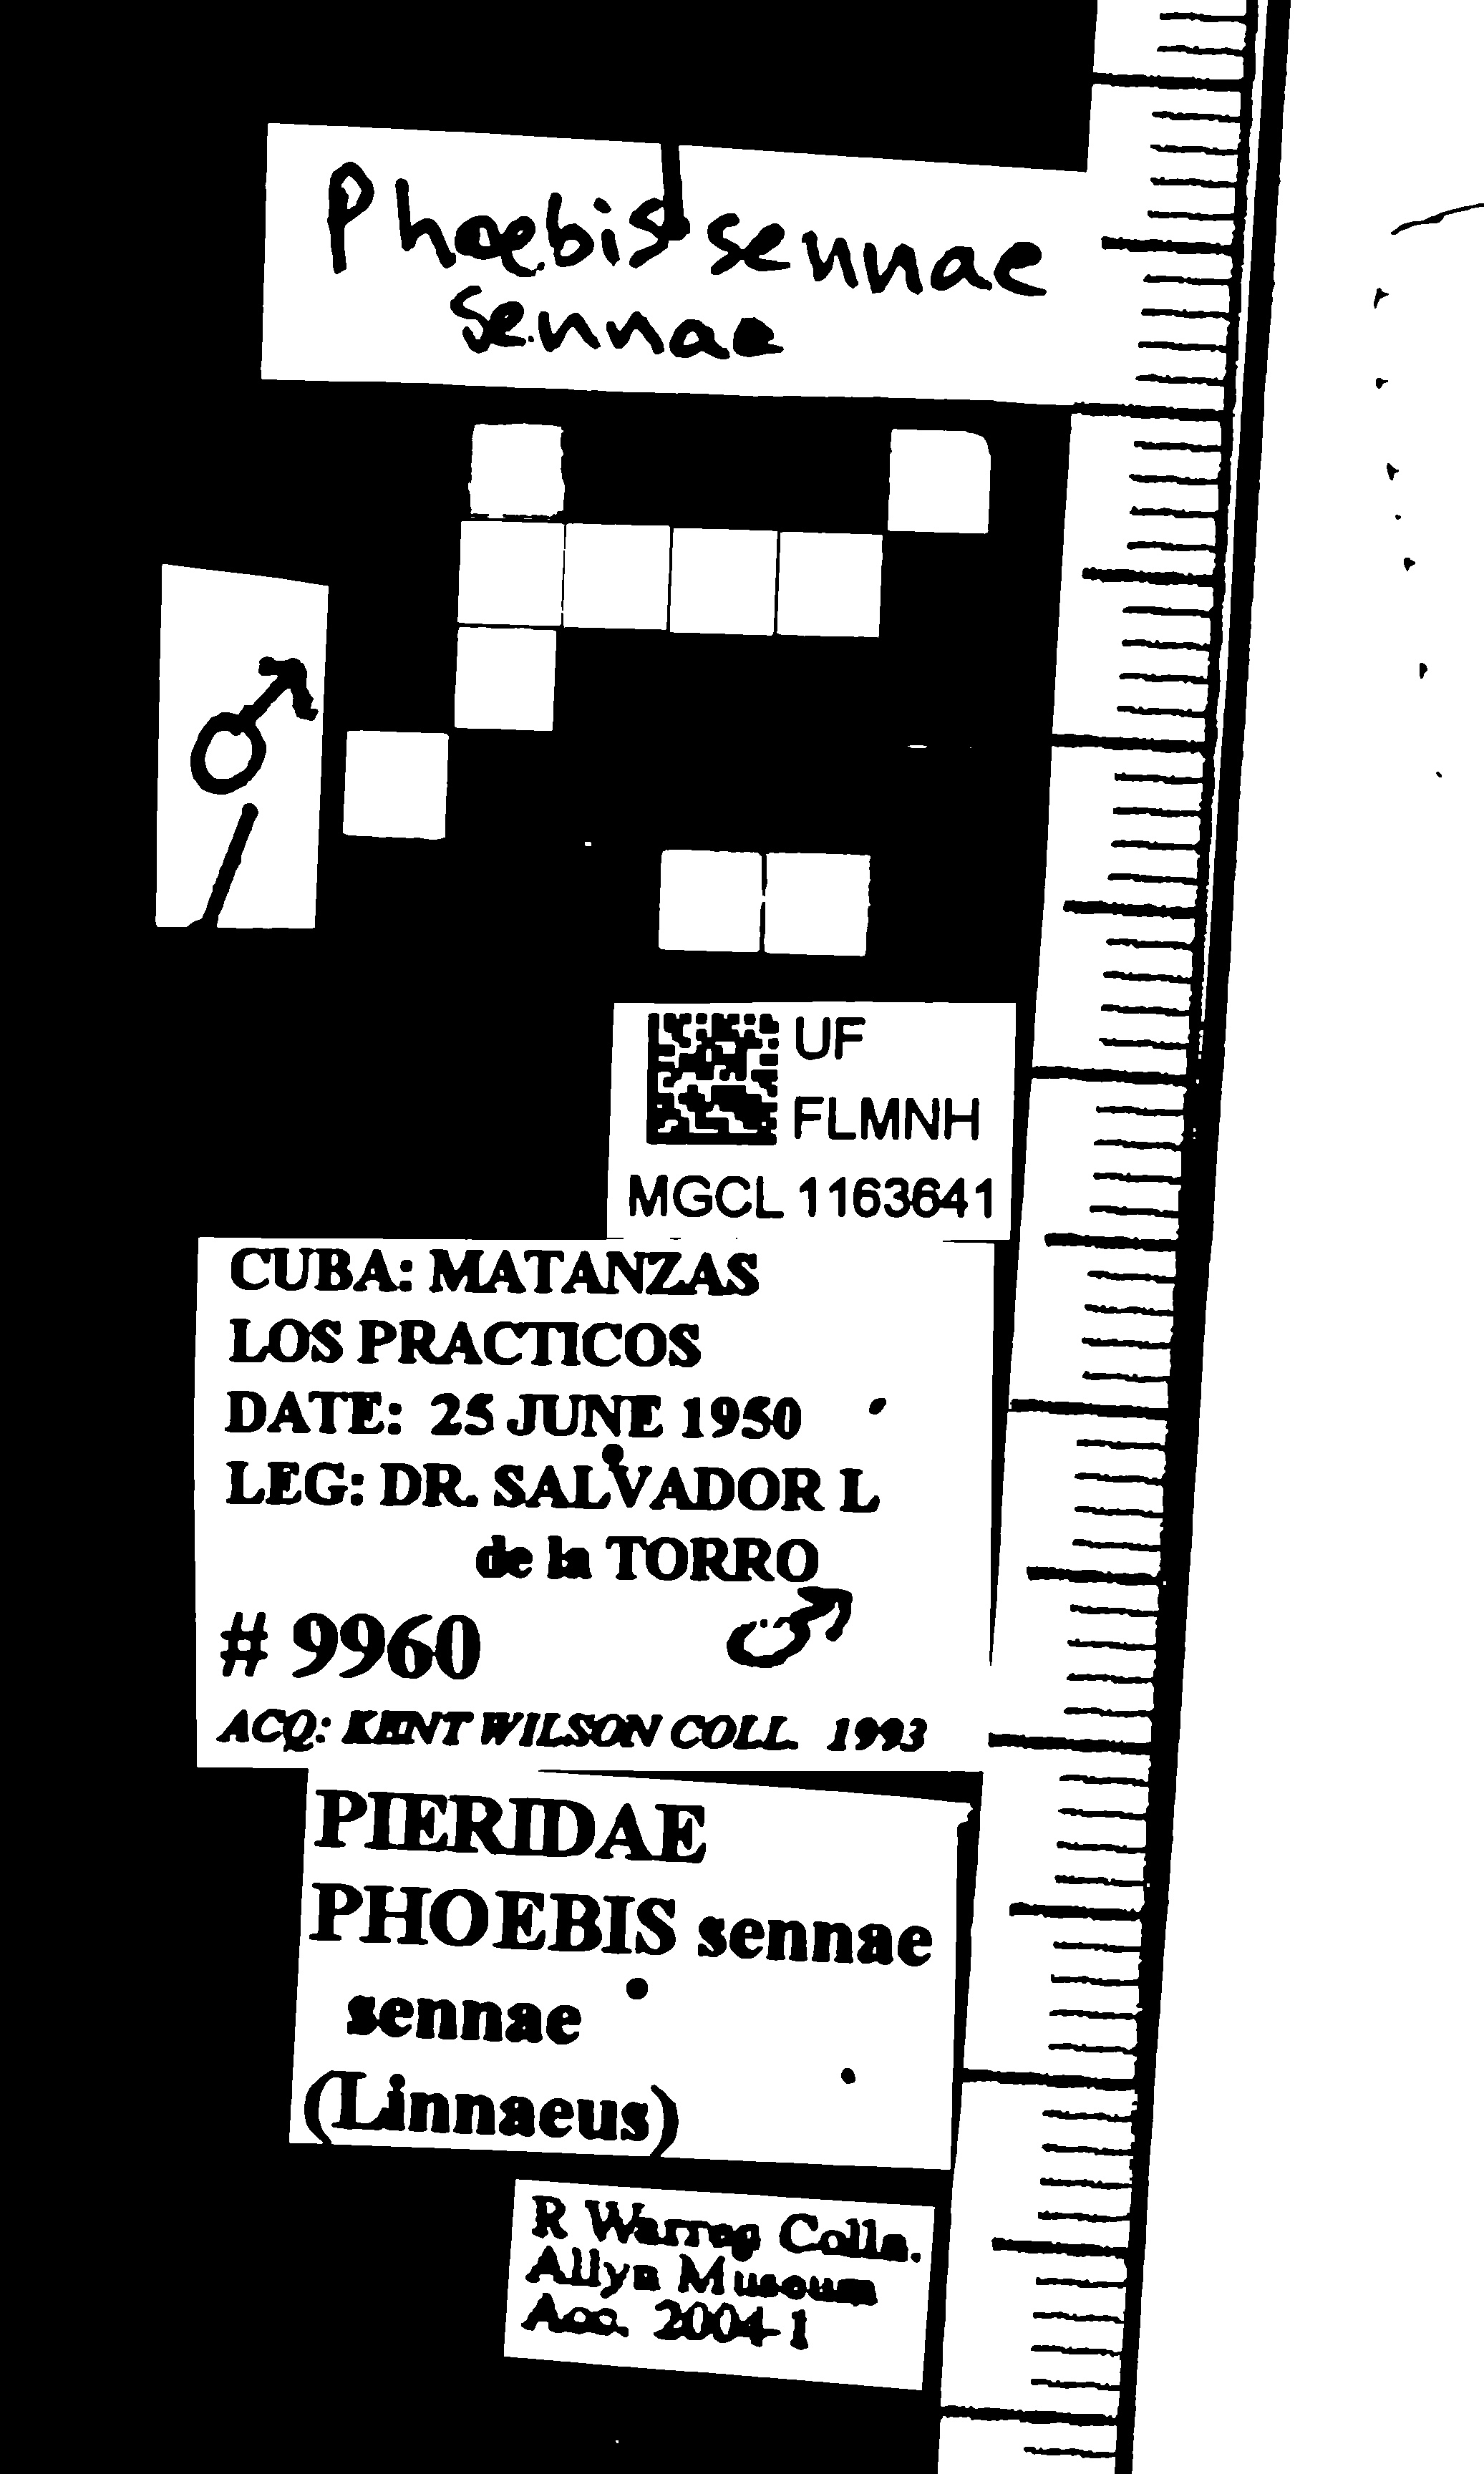 Phoebis sennae
sennae
♂
UF
FLMNH
MGCL 1163641
CUBA: MATANZAS
LOS PRACTICOS
DATE: 25 JUNE 1950
LEG: DR. SALVADOR L
de la TORRO
# 9960 ♂
ACQ: KENT WILSON COLL. 1993
PIERIDAE
PHOEBIS sennae
sennae
(Linnaeus)
R Warren Colln.
Allyn Museum
Acc. 2004-1